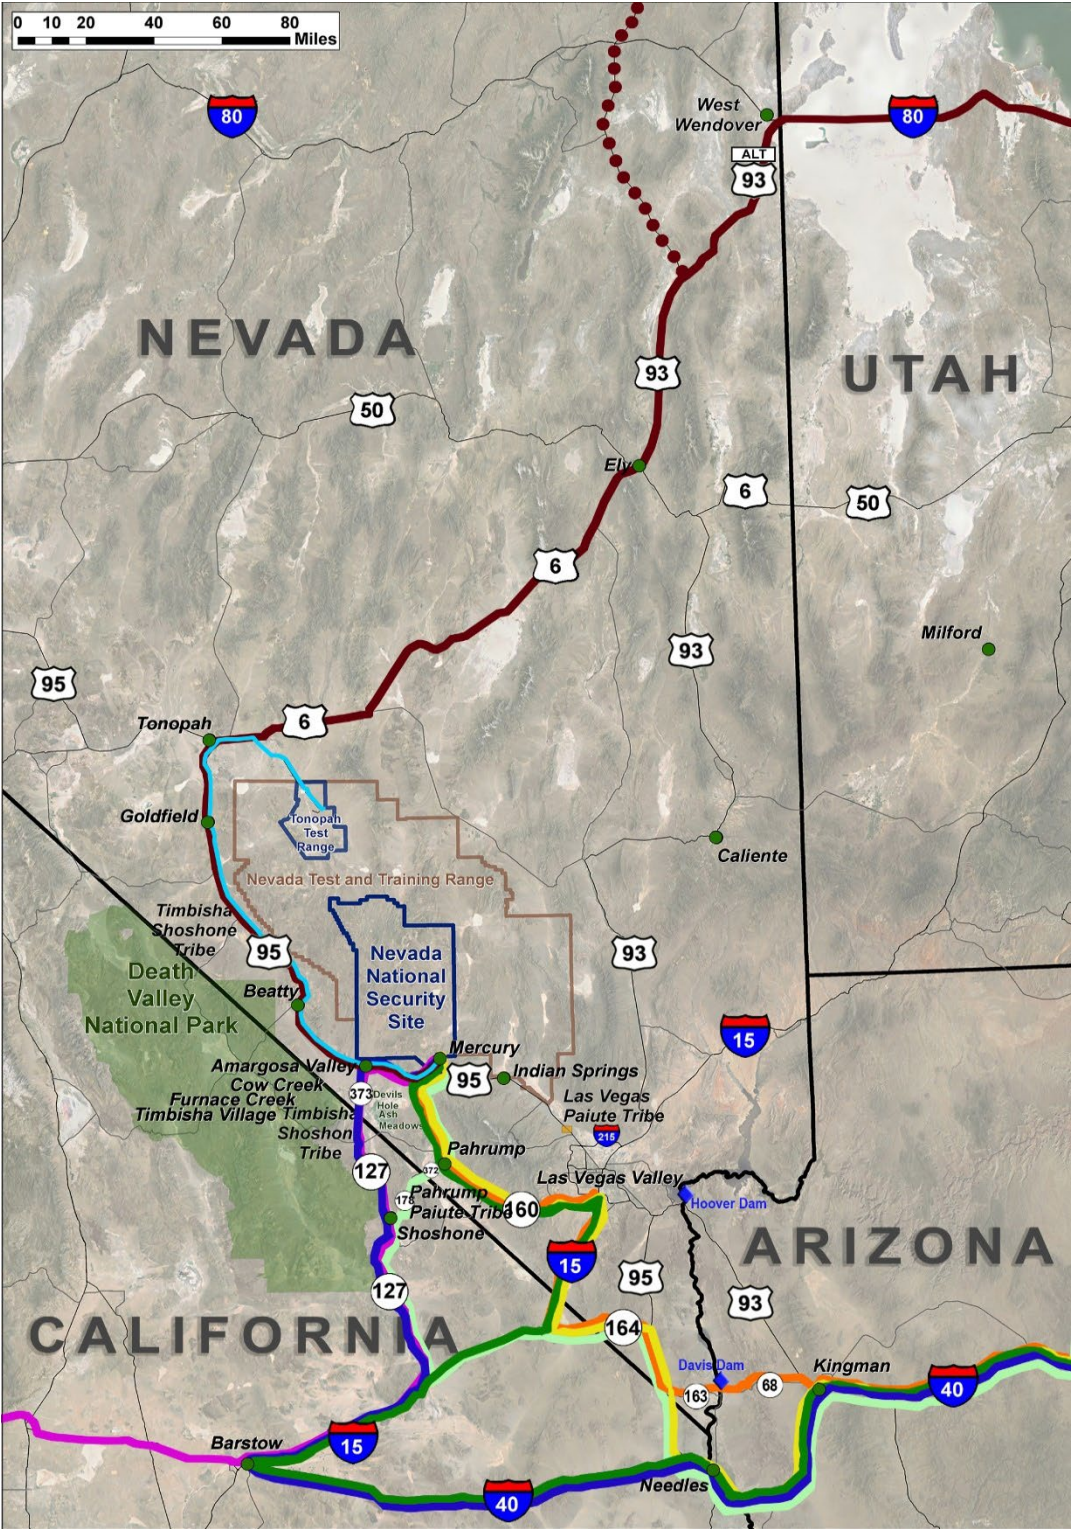 0 10 20 40 60 80
Miles
80
West
Wendover
80
ALT
93
NEVADA
93
UTAH
50
Ely
6
50
6
Milford
93
95
Tonopah
6
Goldfield
Tonopah
Test
Range
Caliente
Nevada Test and Training Range
Timbisha
Shoshone
Tribe
95
Nevada
National
Security
Site
93
Death
Valley
National Park
Beatty
15
Mercury
Amargosa Valley
Cow Creek
Furnace Creek
Timbisha Village
95
Indian Springs
373
Devils
Hole
Ash
Meadows
Las Vegas
Paiute Tribe
Timbisha
Shoshon
Tribe
215
Pahrump
127
372
Las Vegas Valley
178
Pahrump
Paiute Tribe
160
Hoover Dam
Shoshone
ARIZONA
15
95
127
93
CALIFORNIA
164
Davis Dam
Kingman
163
68
40
Barstow
15
Needles
40